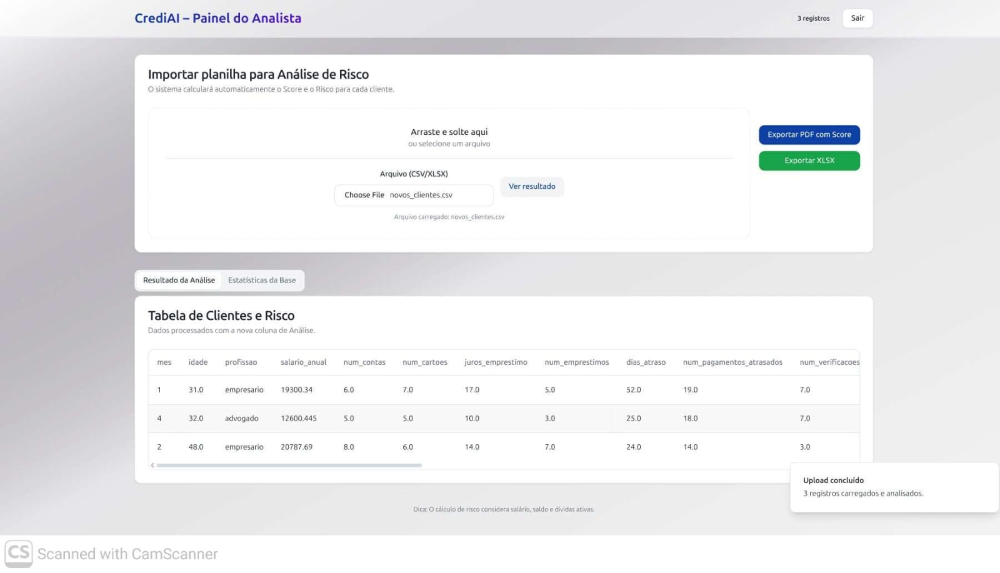 CrediAI – Painel do Analista
3 registros
Sair
Importar planilha para Análise de Risco
O sistema calculará automaticamente o Score e o Risco para cada cliente.
Arraste e solte aqui
ou selecione um arquivo
Arquivo (CSV/XLSX)
Choose File novos_clientes.csv
Ver resultado
Arquivo carregado: novos_clientes.csv
Exportar PDF com Score
Exportar XLSX
Resultado da Análise Estatísticas da Base
Tabela de Clientes e Risco
Dados processados com a nova coluna de Análise.
mes idade profissao salario_anual num_contas num_cartoes juros_emprestimo num_emprestimos dias_atraso num_pagamentos_atrasados num_verificacoes
1 31.0 empresario 19300.34 6.0 7.0 17.0 5.0 52.0 19.0 7.0
4 32.0 advogado 12600.445 5.0 5.0 10.0 3.0 25.0 18.0 7.0
2 48.0 empresario 20787.69 8.0 6.0 14.0 7.0 24.0 14.0 3.0
Upload concluído
3 registros carregados e analisados.
Dica: O cálculo de risco considera salário, saldo e dívidas ativas.
CS Scanned with CamScanner